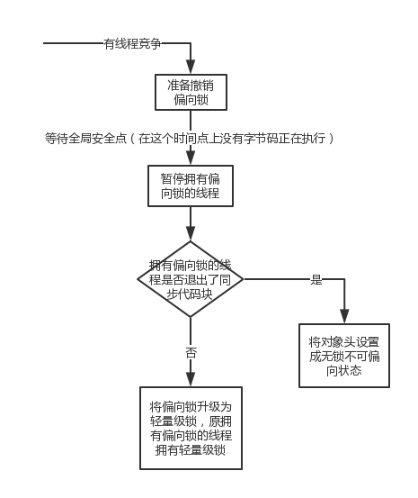 有线程竞争
准备撤销
偏向锁
等待全局安全点（在这个时间点上没有字节码正在执行）
暂停拥有偏
向锁的线程
拥有偏向锁的线
程是否退出了同
步代码块
是
将对象头设置
成无锁不可偏
向状态
否
将偏向锁升级为
轻量级锁，原拥
有偏向锁的线程
拥有轻量级锁